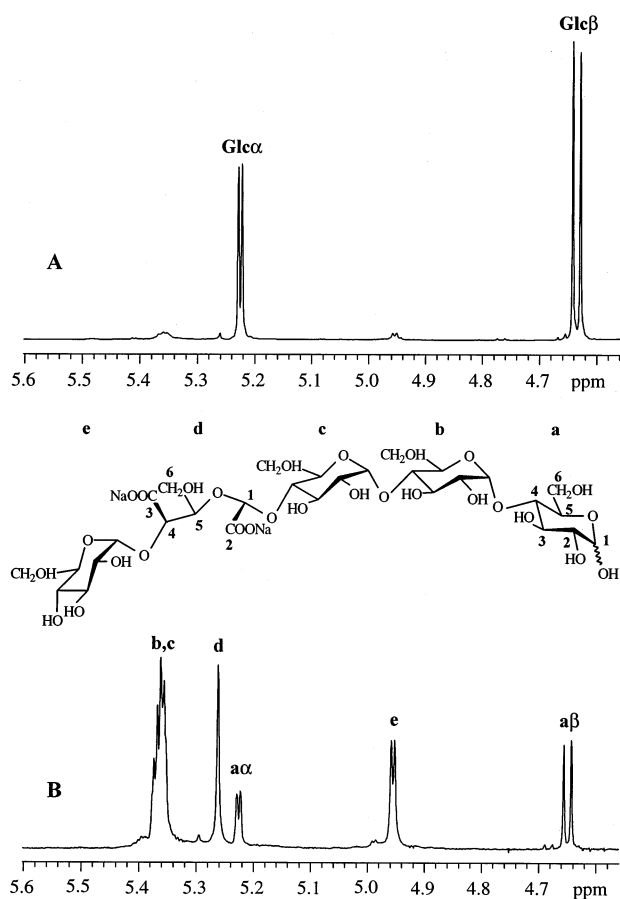 Glcβ
Glcα
A
5.6 5.5 5.4 5.3 5.2 5.1 5.0 4.9 4.8 4.7 ppm
e d c b a
CH₂OH O CH₂OH O
6 CH₂OH
NaOOC CH₂OH O 1 O HO OH O HO OH O 4 6 CH₂OH
3 5 COONa 5 O
O 4 2 HO 3 2 1
CH₂OH OH O HO OH
HO HO
b,c
d
e aβ
aα
B
5.6 5.5 5.4 5.3 5.2 5.1 5.0 4.9 4.8 4.7 ppm